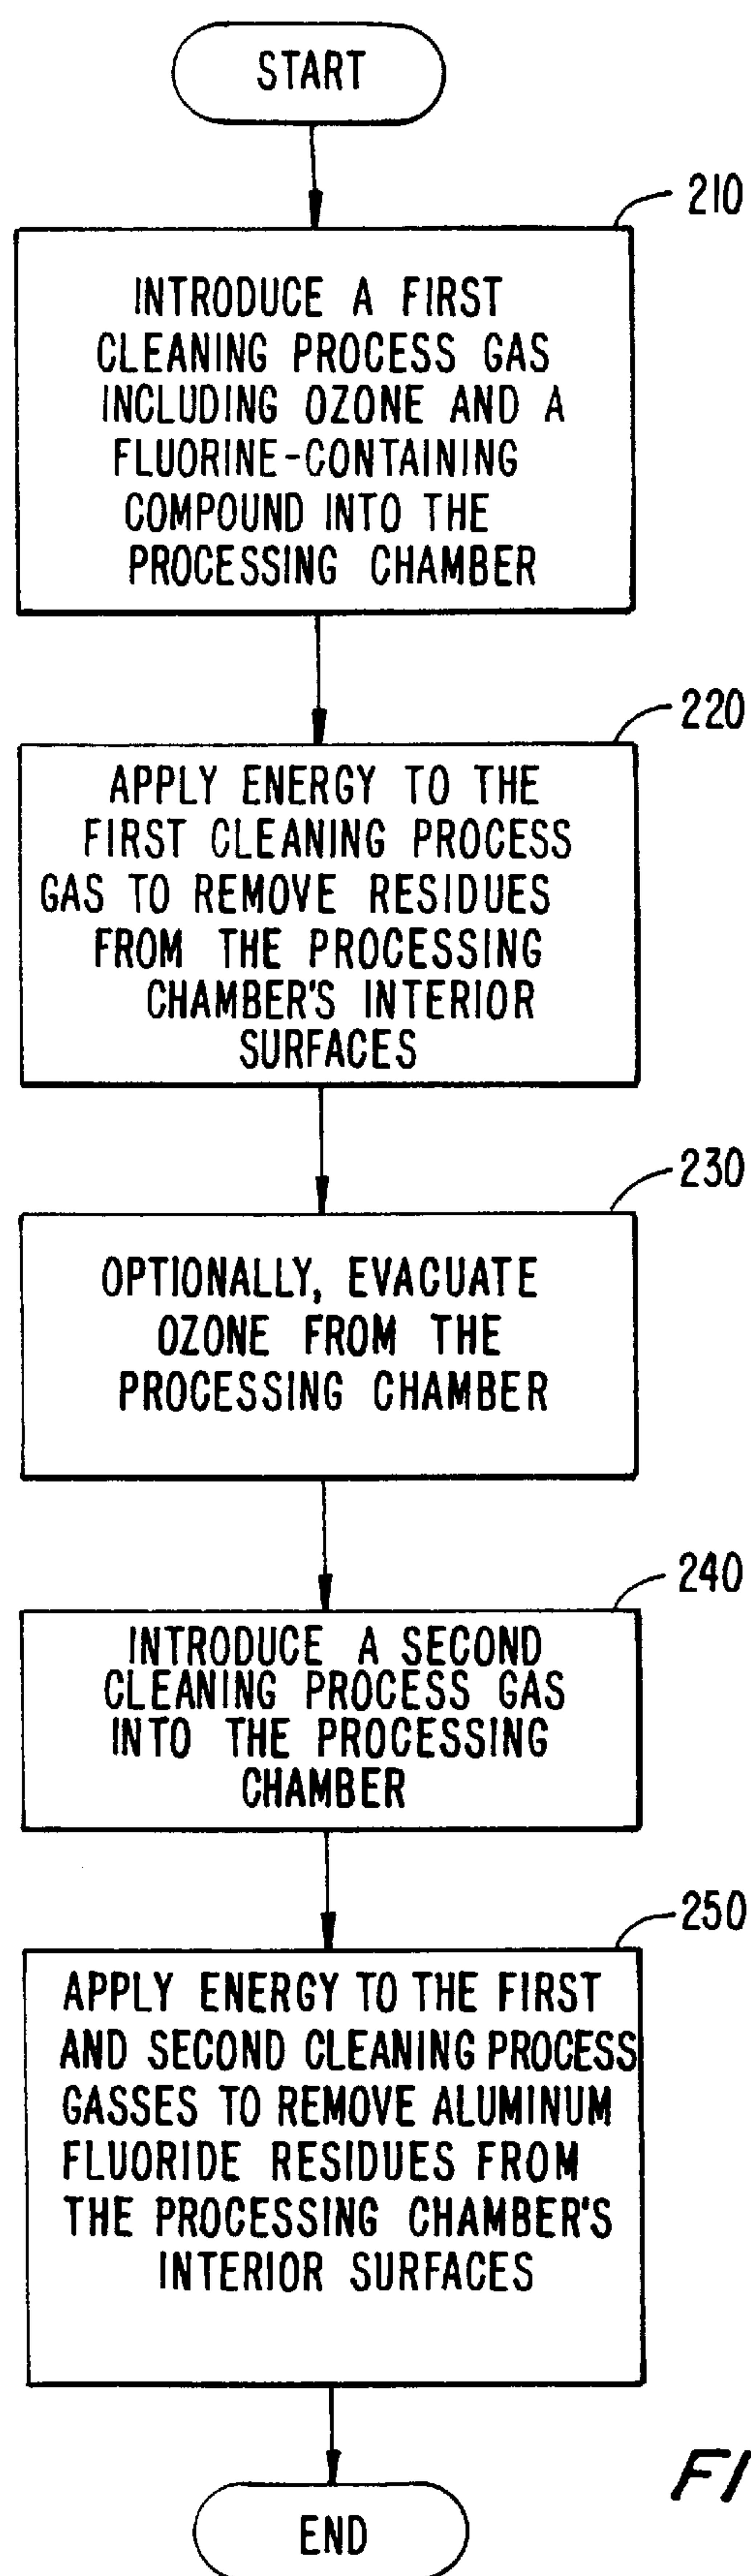 START
210
INTRODUCE A FIRST
CLEANING PROCESS GAS
INCLUDING OZONE AND A
FLUORINE-CONTAINING
COMPOUND INTO THE
PROCESSING CHAMBER
220
APPLY ENERGY TO THE
FIRST CLEANING PROCESS
GAS TO REMOVE RESIDUES
FROM THE PROCESSING
CHAMBER'S INTERIOR
SURFACES
230
OPTIONALLY, EVACUATE
OZONE FROM THE
PROCESSING CHAMBER
240
INTRODUCE A SECOND
CLEANING PROCESS GAS
INTO THE PROCESSING
CHAMBER
250
APPLY ENERGY TO THE FIRST
AND SECOND CLEANING PROCESS
GASSES TO REMOVE ALUMINUM
FLUORIDE RESIDUES FROM
THE PROCESSING CHAMBER'S
INTERIOR SURFACES
FI
END